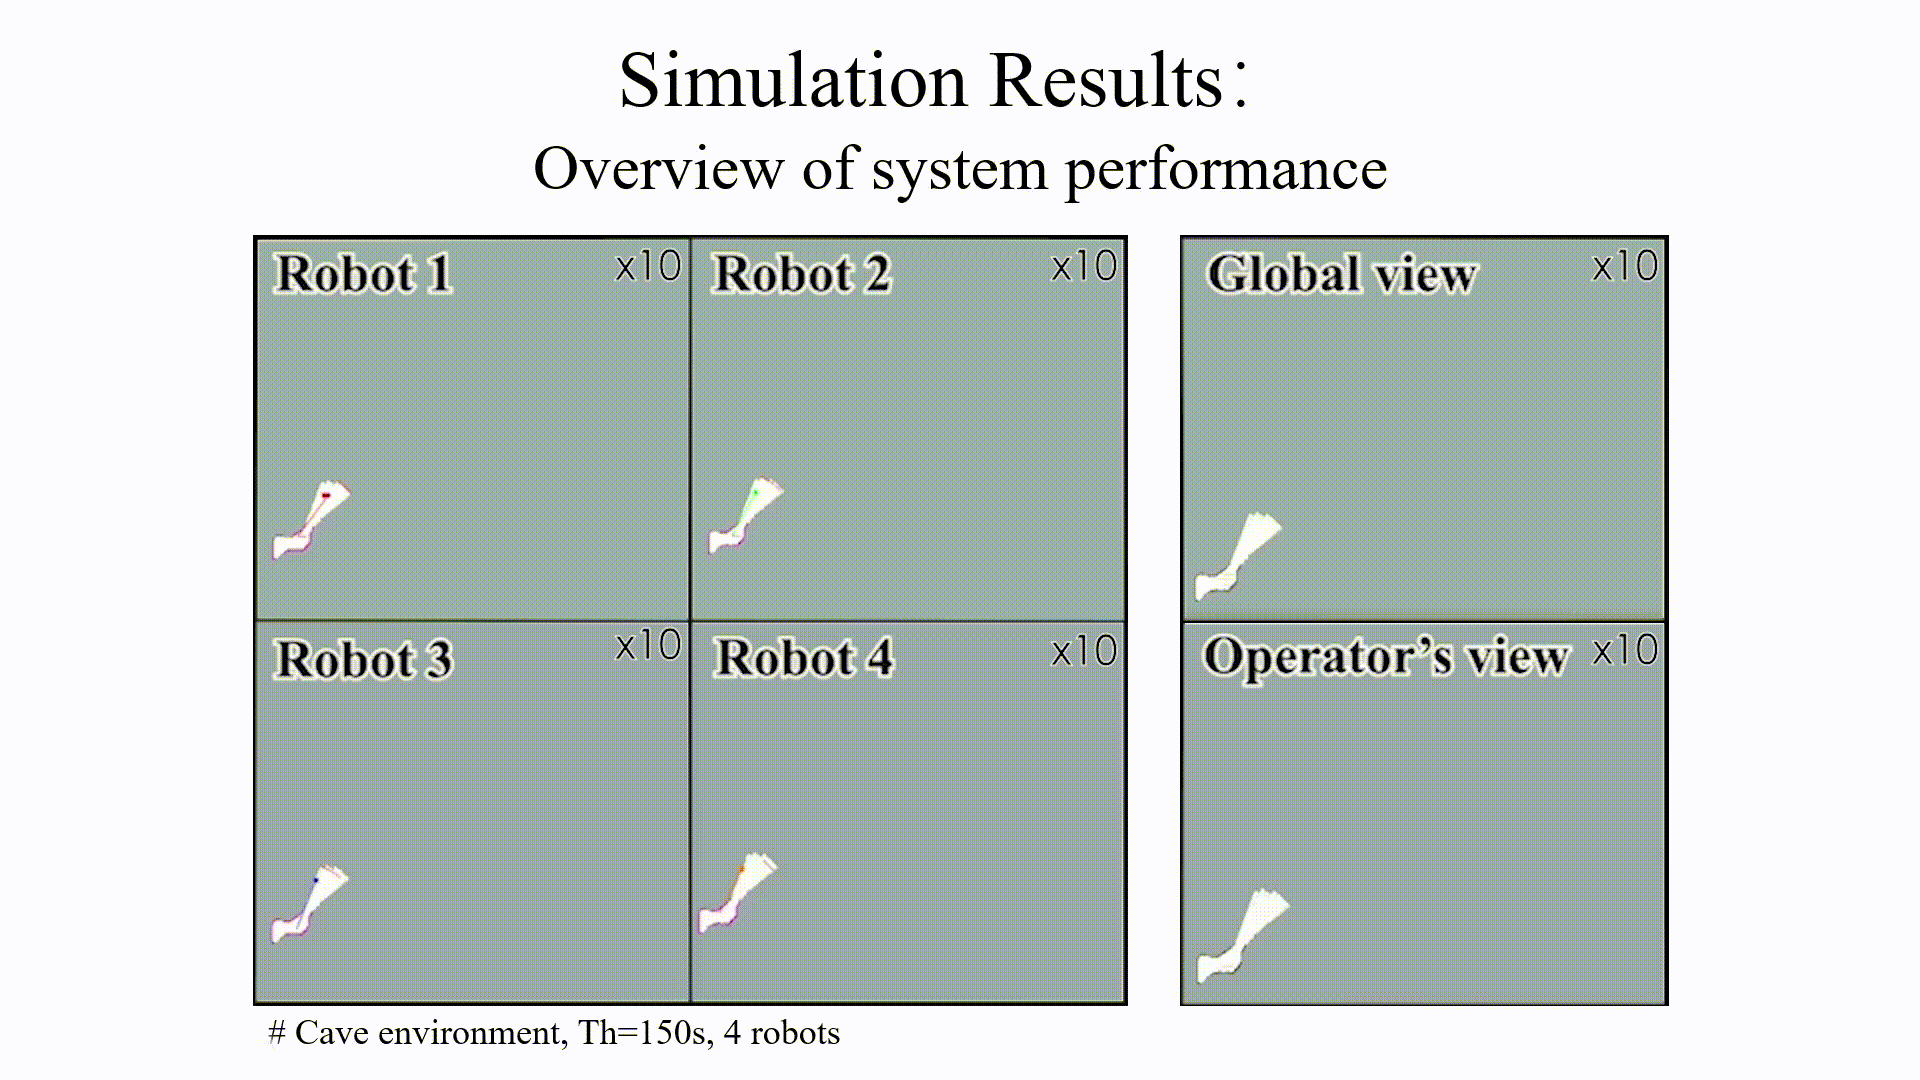 Simulation Results:
Overview of system performance
Robot 1 x10
Robot 2 x10
Global view x10
Robot 3 x10
Robot 4 x10
Operator’s view x10
# Cave environment, Th=150s, 4 robots